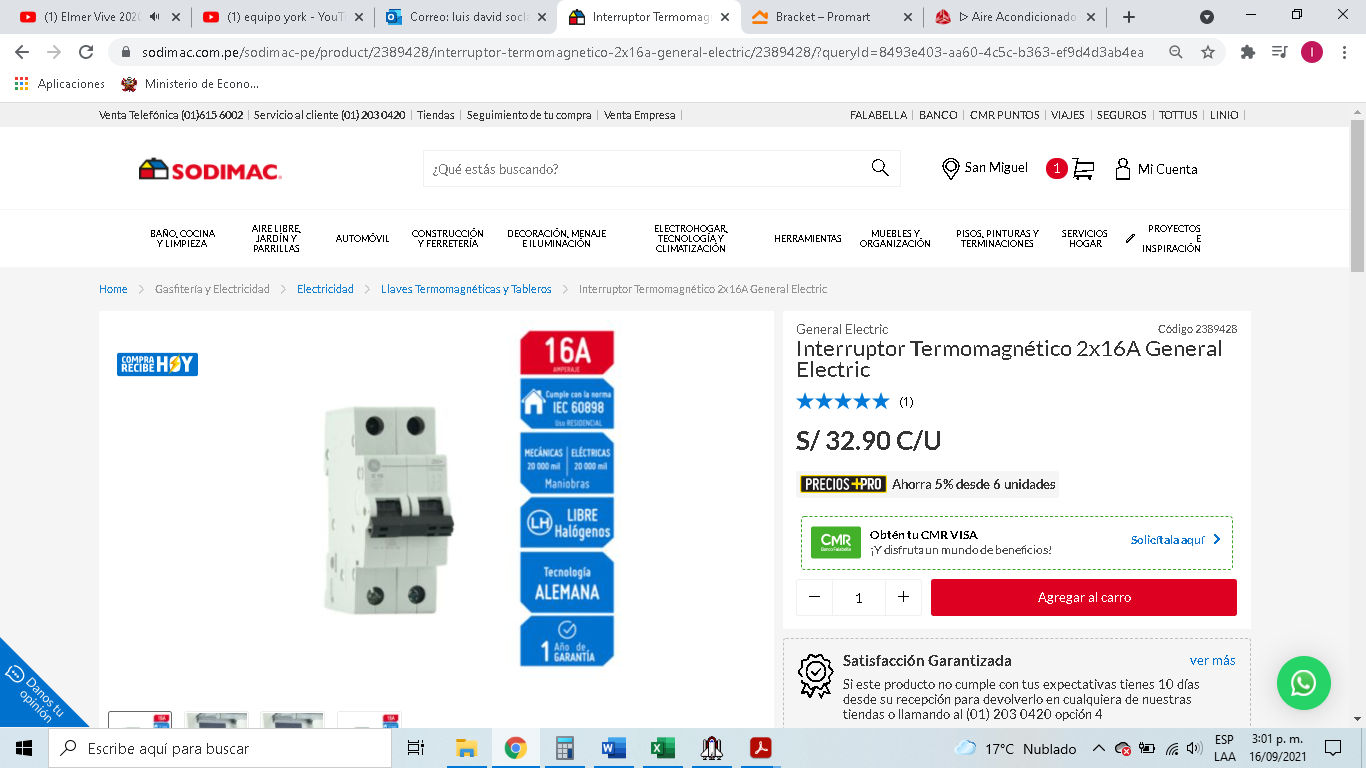 (1) Elmer Vive 202
(1) equipo york - YouT
Correo: luis david socla
Interruptor Termomag
Bracket – Promart
▷ Aire Acondicionado
sodimac.com.pe/sodimac-pe/product/2389428/interruptor-termomagnetico-2x16a-general-electric/2389428/?queryId=8493e403-aa60-4c5c-b363-ef9d4d3ab4ea
I
Aplicaciones
Ministerio de Econo...
Venta Telefónica (01)615 6002
Servicio al cliente (01) 203 0420
Tiendas
Seguimiento de tu compra
Venta Empresa
FALABELLA
BANCO
CMR PUNTOS
VIAJES
SEGUROS
TOTTUS
LINIO
SODIMAC
¿Qué estás buscando?
San Miguel
1
Mi Cuenta
BAÑO, COCINA
Y LIMPIEZA
AIRE LIBRE,
JARDÍN Y
PARRILLAS
AUTOMÓVIL
CONSTRUCCIÓN
Y FERRETERÍA
DECORACIÓN, MENAJE
E ILUMINACIÓN
ELECTROHOGAR,
TECNOLOGÍA Y
CLIMATIZACIÓN
HERRAMIENTAS
MUEBLES Y
ORGANIZACIÓN
PISOS, PINTURAS Y
TERMINACIONES
SERVICIOS
HOGAR
PROYECTOS
E
INSPIRACIÓN
Home
Gasfitería y Electricidad
Electricidad
Llaves Termomagnéticas y Tableros
Interruptor Termomagnético 2x16A General Electric
COMPRA
RECIBE HOY
16A
AMPERAJE
Cumple con la norma
IEC 60898
Uso RESIDENCIAL
MECÁNICAS | ELÉCTRICAS
20 000 mil | 20 000 mil
Maniobras
LH
LIBRE
Halógenos
Tecnología
ALEMANA
1 Año de
GARANTÍA
General Electric
Código 2389428
Interruptor Termomagnético 2x16A General
Electric
(1)
S/ 32.90 C/U
PRECIOS+PRO Ahorra 5% desde 6 unidades
CMR
Banco Falabella
Obtén tu CMR VISA
¡Y disfruta un mundo de beneficios!
Solicítala aquí
1
Agregar al carro
Satisfacción Garantizada
ver más
Si este producto no cumple con tus expectativas tienes 10 días
desde su recepción para devolverlo en cualquiera de nuestras
tiendas o llamando al (01) 203 0420 opción 4
Danos tu
opinión
16A
16A
Escribe aquí para buscar
17°C Nublado
ESP
LAA
3:01 p. m.
16/09/2021